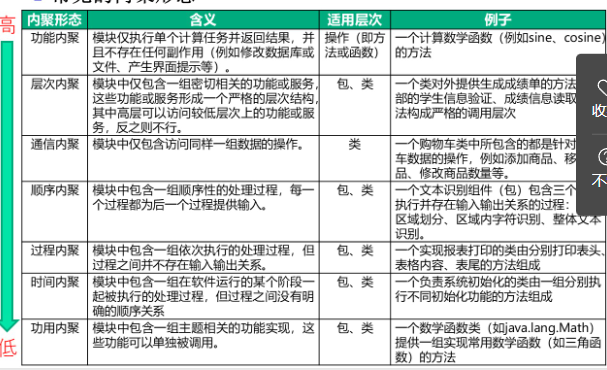 高
低
内聚形态 含义 适用层次 例子
功能内聚 模块仅执行单个计算任务并返回结果，并 操作（即方 一个计算数学函数（例如sine、cosine）
且不存在任何副作用（例如修改数据库或 法或函数） 的方法
文件、产生界面提示等）。
层次内聚 模块中仅包含一组密切相关的功能或服务， 包、类 一个类对外提供生成成绩单的方法
这些功能或服务形成一个严格的层次结构， 部的学生信息验证、成绩信息读取
其中高层可以访问较低层次上的功能或服 法构成严格的调用层次
务，反之则不行。
通信内聚 模块中仅包含访问同样一组数据的操作。 类 一个购物车类中所包含的都是针对
车数据的操作，例如添加商品、移
品、修改商品数量等。
顺序内聚 模块中包含一组顺序性的处理过程，每一 包、类 一个文本识别组件（包）包含三个
个过程都为后一个过程提供输入。 执行并存在输入输出关系的过程：
区域划分、区域内字符识别、整体文本
识别。
过程内聚 模块中包含一组依次执行的处理过程，但 包、类 一个实现报表打印的类由分别打印表头、
过程之间并不存在输入输出关系。 表格内容、表尾的方法组成
时间内聚 模块中包含一组在软件运行的某个阶段一 包、类 一个负责系统初始化的类由一组分别执
起被执行的处理过程，但过程之间没有明 行不同初始化功能的方法组成
确的顺序关系
功用内聚 模块中包含一组主题相关的功能实现，这 包、类 一个数学函数类（如java.lang.Math）
些功能可以单独被调用。 提供一组实现常用数学函数（如三角函
数）的方法
收
不